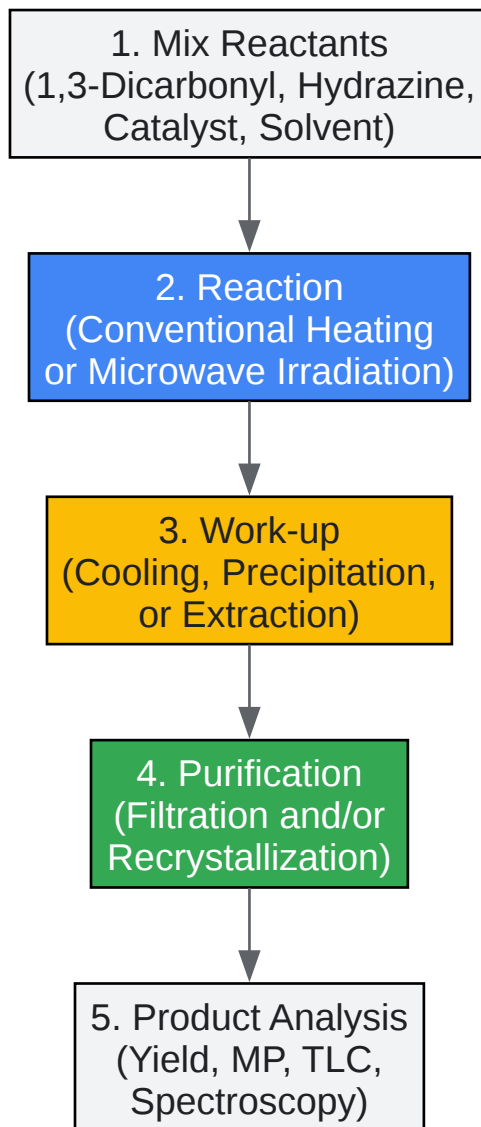 1. Mix Reactants
(1,3-Dicarbonyl, Hydrazine,
Catalyst, Solvent)
2. Reaction
(Conventional Heating
or Microwave Irradiation)
3. Work-up
(Cooling, Precipitation,
or Extraction)
4. Purification
(Filtration and/or
Recrystallization)
5. Product Analysis
(Yield, MP, TLC,
Spectroscopy)